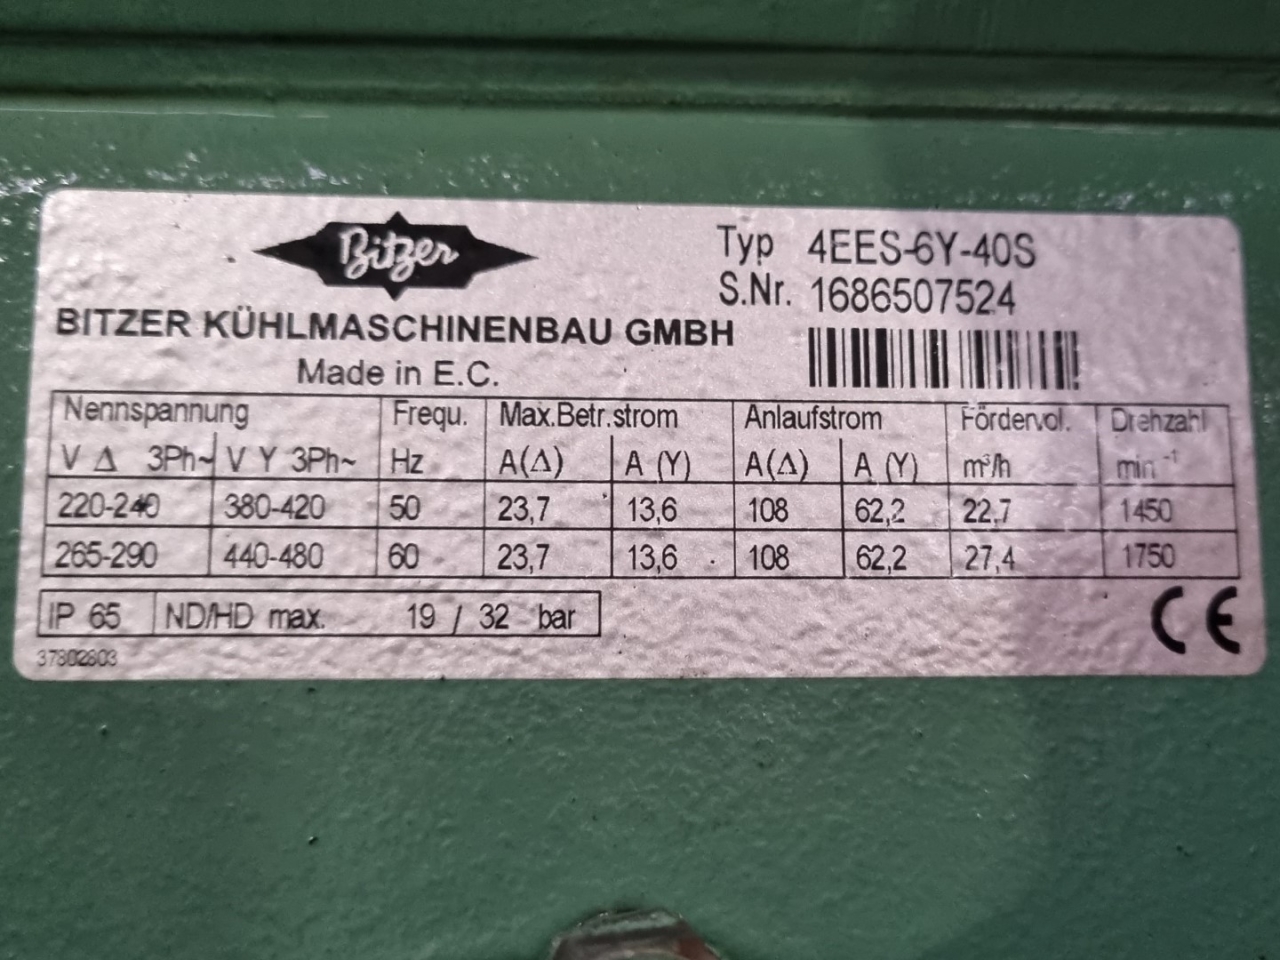 Bitzer
Typ 4EES-6Y-40S
S.Nr. 1686507524
BITZER KÜHLMASCHINENBAU GMBH
Made in E.C.
Nennspannung Frequ. Max.Betr.strom Anlaufstrom Fördervol. Drehzahl
V Δ 3Ph~ V Y 3Ph~ Hz A(Δ) A (Y) A(Δ) A (Y) m³/h min⁻¹
220-240 380-420 50 23,7 13,6 108 62,2 22,7 1450
265-290 440-480 60 23,7 13,6 108 62,2 27,4 1750
IP 65 ND/HD max. 19 / 32 bar
CE
37802803